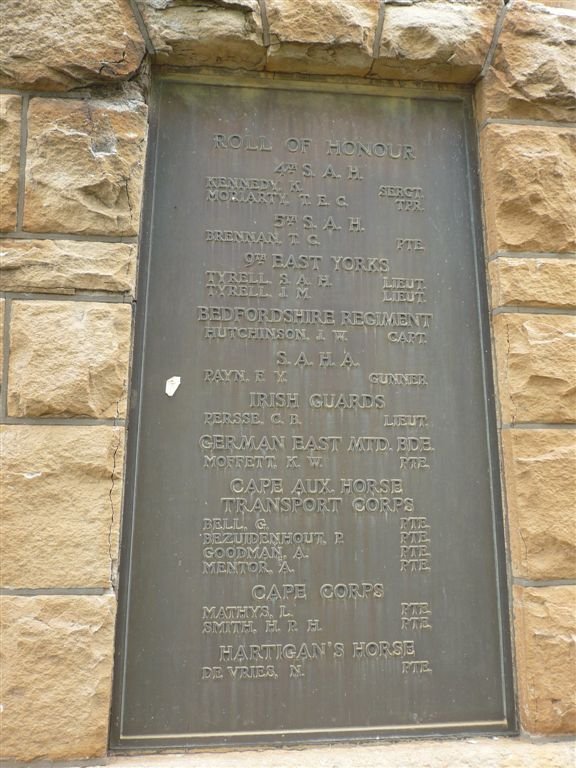 ROLL OF HONOUR
4TH S. A. H.
KENNEDY, K. SERGT.
MORIARTY, T. E. G. TPR.
5TH S. A. H.
BRENNAN, T. C. PTE.
9TH EAST YORKS
TYRELL, S. A. H. LIEUT.
TYRELL, J. M. LIEUT.
BEDFORDSHIRE REGIMENT
HUTCHINSON, J. W. CAPT.
S. A. H. A.
PAYN, F. Y. GUNNER
IRISH GUARDS
PERSSE, C. B. LIEUT.
GERMAN EAST MTD. BDE.
MOFFETT, K. W. PTE.
CAPE AUX. HORSE
TRANSPORT CORPS
BELL, G. PTE.
BEZUIDENHOUT, P. PTE.
GOODMAN, A. PTE.
MENTOR, A. PTE.
CAPE CORPS
MATHYS, L. PTE.
SMITH, H. P. H. PTE.
HARTIGAN'S HORSE
DE VRIES, N. PTE.